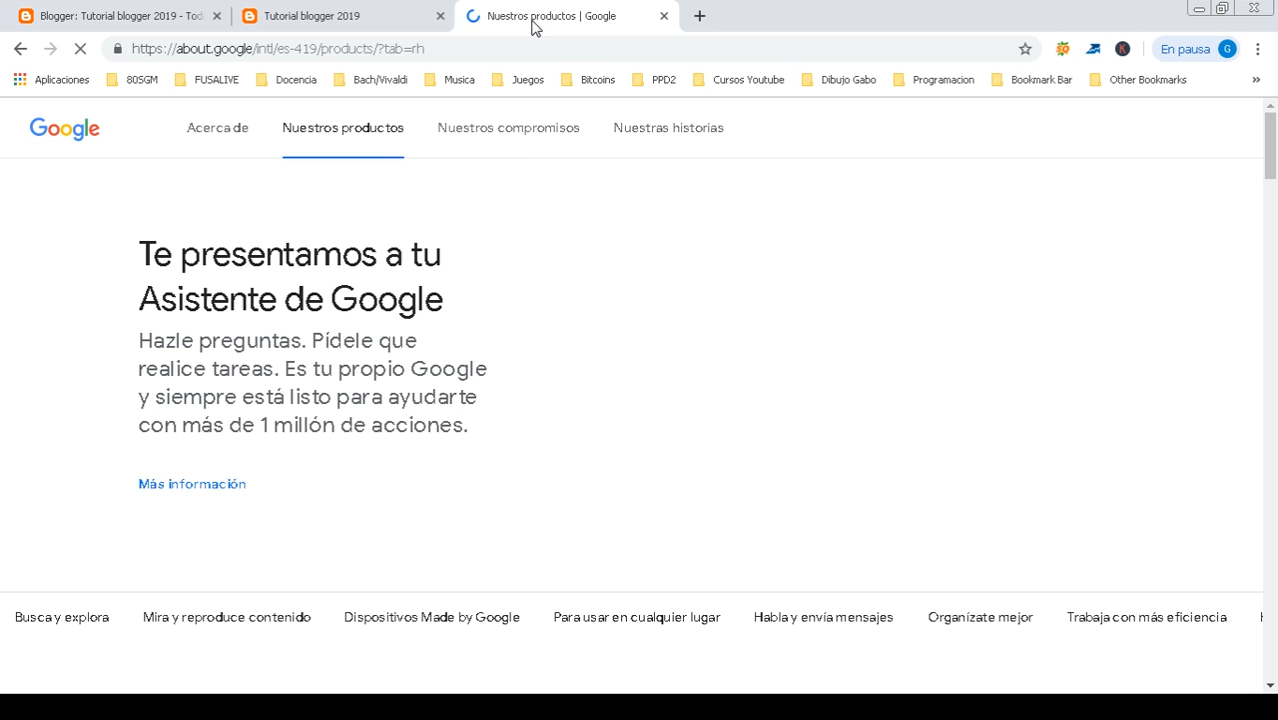 Blogger: Tutorial blogger 2019 - Tod
Tutorial blogger 2019
Nuestros productos | Google
https://about.google/intl/es-419/products/?tab=rh
En pausa G
Aplicaciones 80SGM FUSALIVE Docencia Bach/Vivaldi Musica Juegos Bitcoins PPD2 Cursos Youtube Dibujo Gabo Programacion Bookmark Bar Other Bookmarks »
Google Acerca de Nuestros productos Nuestros compromisos Nuestras historias
Te presentamos a tu
Asistente de Google
Hazle preguntas. Pídele que
realice tareas. Es tu propio Google
y siempre está listo para ayudarte
con más de 1 millón de acciones.
Más información
Busca y explora Mira y reproduce contenido Dispositivos Made by Google Para usar en cualquier lugar Habla y envía mensajes Organízate mejor Trabaja con más eficiencia